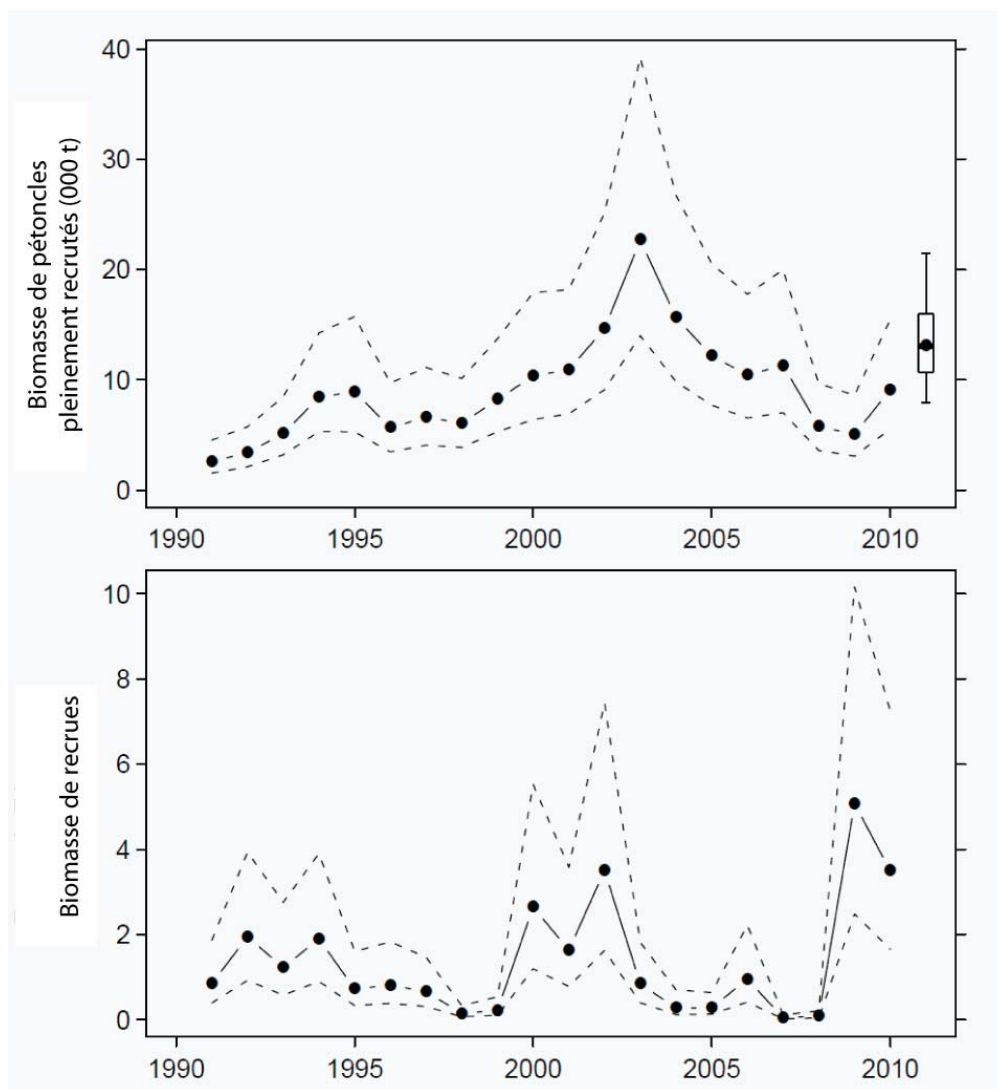 Biomasse de pétoncles
pleinement recrutés (000 t)
40
30
20
10
0
1990 1995 2000 2005 2010
Biomasse de recrues
10
8
6
4
2
0
1990 1995 2000 2005 2010